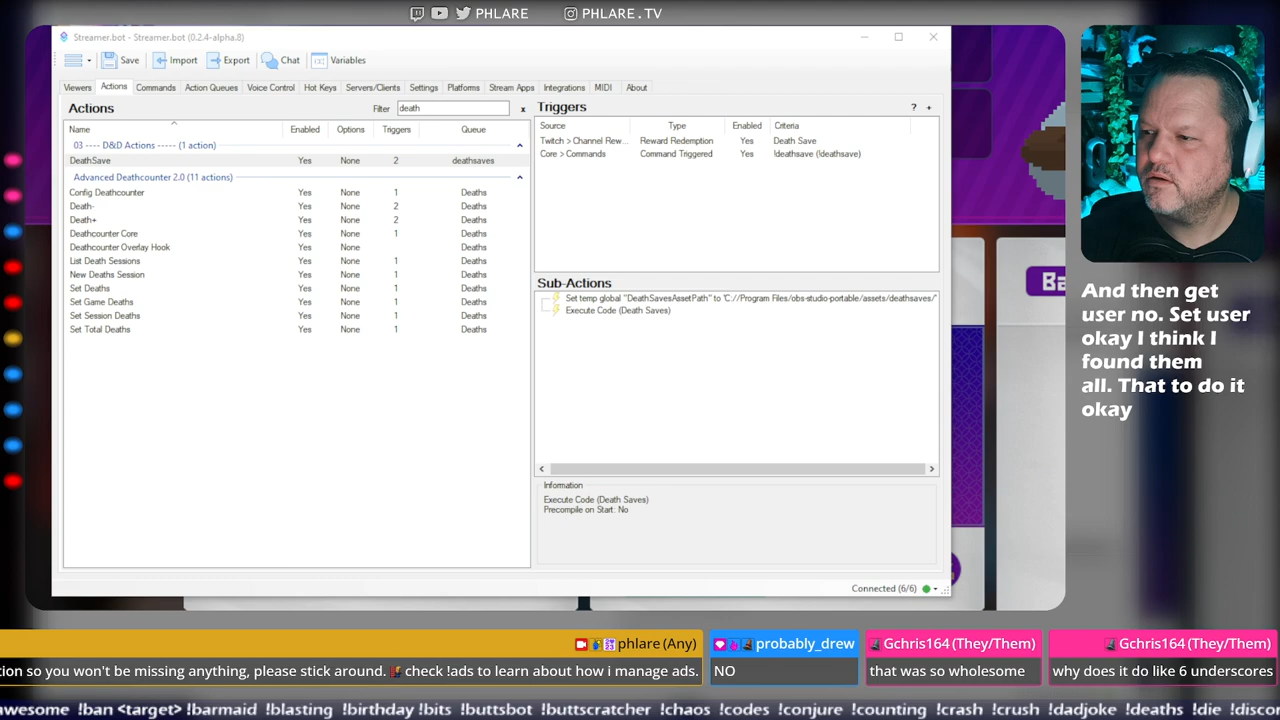 PHLARE PHLARE.TV
Streamer.bot - Streamer.bot (0.2.4-alpha.8)
Save Import Export Chat Variables
Viewers Actions Commands Action Queues Voice Control Hot Keys Servers/Clients Settings Platforms Stream Apps Integrations MIDI About
Actions Filter death x
Name Enabled Options Triggers Queue
03 ---- D&D Actions ----- (1 action)
DeathSave Yes None 2 deathsaves
Advanced Deathcounter 2.0 (11 actions)
Config Deathcounter Yes None 1 Deaths
Death- Yes None 2 Deaths
Death+ Yes None 2 Deaths
Deathcounter Core Yes None 1 Deaths
Deathcounter Overlay Hook Yes None Deaths
List Death Sessions Yes None 1 Deaths
New Deaths Session Yes None 1 Deaths
Set Deaths Yes None 1 Deaths
Set Game Deaths Yes None 1 Deaths
Set Session Deaths Yes None 1 Deaths
Set Total Deaths Yes None 1 Deaths
Triggers ? +
Source Type Enabled Criteria
Twitch > Channel Rew... Reward Redemption Yes Death Save
Core > Commands Command Triggered Yes !deathsave (!deathsave)
Sub-Actions
Set temp global "DeathSavesAssetPath" to 'C://Program Files/obs-studio-portable/assets/deathsaves/'
Execute Code (Death Saves)
Information
Execute Code (Death Saves)
Precompile on Start: No
Connected (6/6)
Ba
And then get
user no. Set user
okay I think I
found them
all. That to do it
okay
phlare (Any)
tion so you won't be missing anything, please stick around. check !ads to learn about how i manage ads.
probably_drew
NO
Gchris164 (They/Them)
that was so wholesome
Gchris164 (They/Them)
why does it do like 6 underscores
awesome !ban <target> !barmaid !blasting !birthday !bits !buttsbot !buttscratcher !chaos !codes !conjure !counting !crash !crush !dadjoke !deaths !die !discor